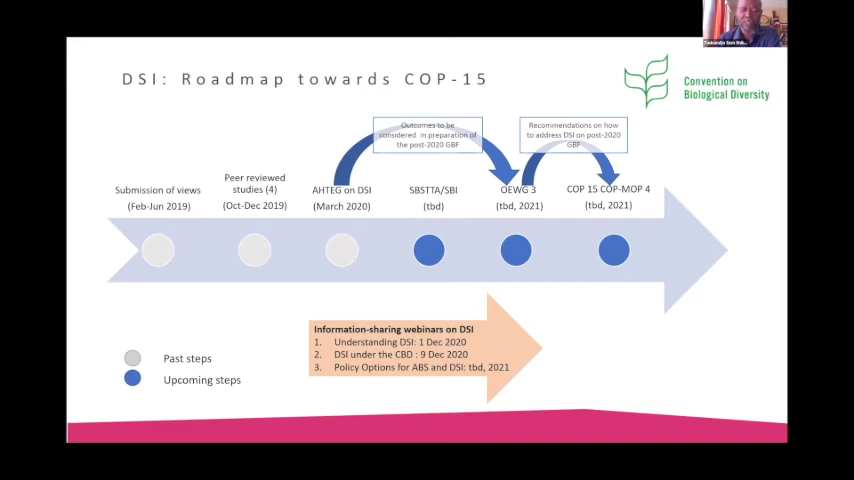 DSI: Roadmap towards COP-15
Convention on
Biological Diversity
Outcomes to be
considered in preparation of
the post-2020 GBF
Recommendations on how
to address DSI on post-2020
GBF
Submission of views
(Feb-Jun 2019)
Peer reviewed
studies (4)
(Oct-Dec 2019)
AHTEG on DSI
(March 2020)
SBSTTA/SBI
(tbd)
OEWG 3
(tbd, 2021)
COP 15 COP-MOP 4
(tbd, 2021)
Information-sharing webinars on DSI
1. Understanding DSI: 1 Dec 2020
2. DSI under the CBD : 9 Dec 2020
3. Policy Options for ABS and DSI: tbd, 2021
Past steps
Upcoming steps